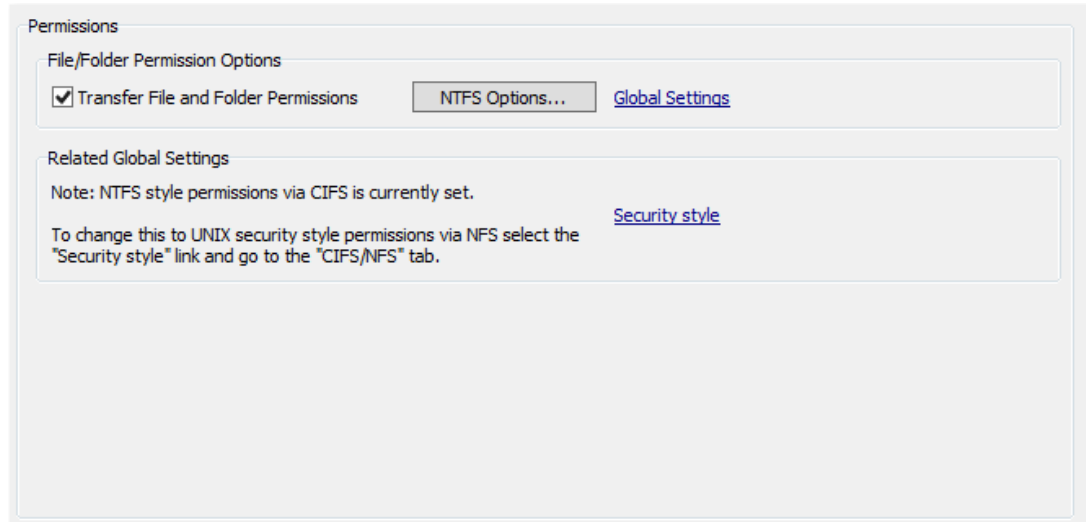 Permissions
File/Folder Permission Options
Transfer File and Folder Permissions NTFS Options... Global Settings
Related Global Settings
Note: NTFS style permissions via CIFS is currently set.
Security style
To change this to UNIX security style permissions via NFS select the
"Security style" link and go to the "CIFS/NFS" tab.